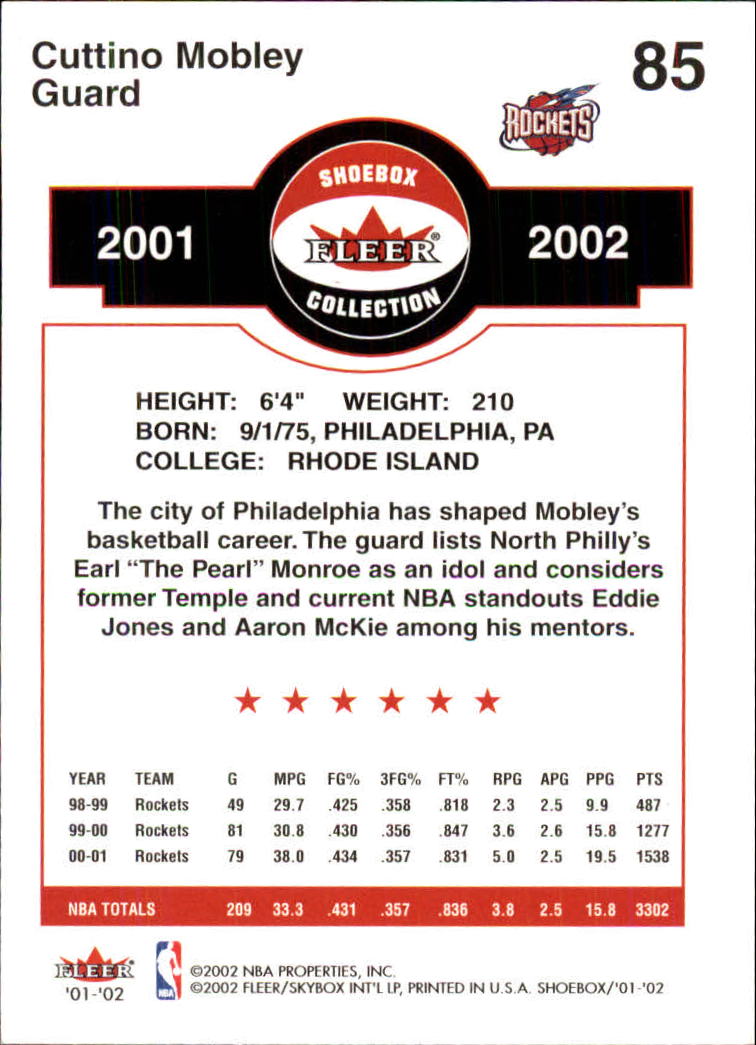 Cuttino Mobley
Guard
85
ROCKETS
SHOEBOX
2001 FLEER® 2002
COLLECTION
HEIGHT: 6'4" WEIGHT: 210
BORN: 9/1/75, PHILADELPHIA, PA
COLLEGE: RHODE ISLAND
The city of Philadelphia has shaped Mobley's
basketball career. The guard lists North Philly's
Earl “The Pearl” Monroe as an idol and considers
former Temple and current NBA standouts Eddie
Jones and Aaron McKie among his mentors.
YEAR TEAM G MPG FG% 3FG% FT% RPG APG PPG PTS
98-99 Rockets 49 29.7 .425 .358 .818 2.3 2.5 9.9 487
99-00 Rockets 81 30.8 .430 .356 .847 3.6 2.6 15.8 1277
00-01 Rockets 79 38.0 .434 .357 .831 5.0 2.5 19.5 1538
NBA TOTALS 209 33.3 .431 .357 .836 3.8 2.5 15.8 3302
FLEER
'01-'02
NBA
©2002 NBA PROPERTIES, INC.
©2002 FLEER/SKYBOX INT'L LP, PRINTED IN U.S.A. SHOEBOX/'01-'02